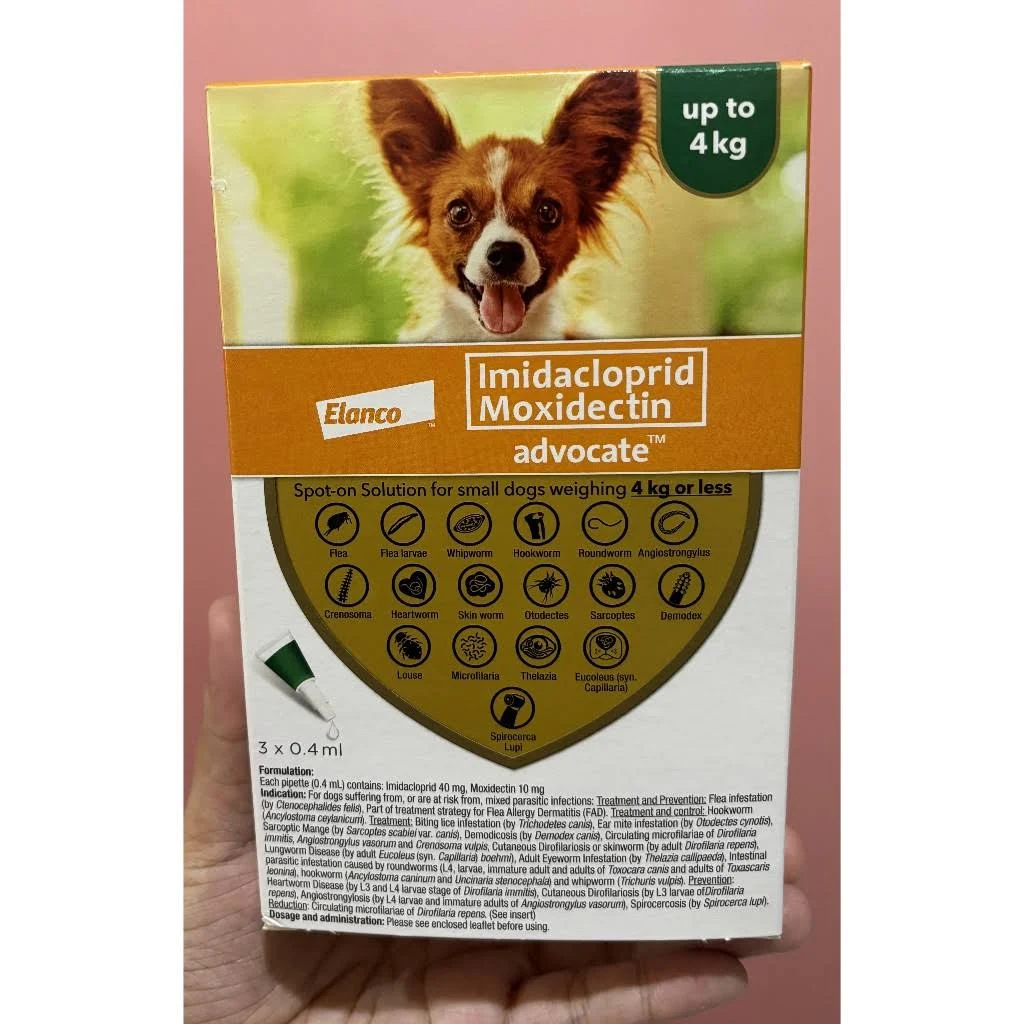 up to
4 kg
Elanco™
Imidacloprid
Moxidectin
advocate™
Spot-on Solution for small dogs weighing 4 kg or less
Flea
Flea larvae
Whipworm
Hookworm
Roundworm
Angiostrongylus
Crenosoma
Heartworm
Skin worm
Otodectes
Sarcoptes
Demodex
Louse
Microfilaria
Thelazia
Eucoleus (syn.
Capillaria)
Spirocerca
Lupi
3 x 0.4ml
Formulation:
Each pipette (0.4 mL) contains: Imidacloprid 40 mg, Moxidectin 10 mg
Indication: For dogs suffering from, or are at risk from, mixed parasitic infections: Treatment and Prevention: Flea infestation
(by Ctenocephalides felis), Part of treatment strategy for Flea Allergy Dermatitis (FAD). Treatment and control: Hookworm
(Ancylostoma ceylanicum). Treatment: Biting lice infestation (by Trichodetes canis), Ear mite infestation (by Otodectes cynotis),
Sarcoptic Mange (by Sarcoptes scabiei var. canis), Demodicosis (by Demodex canis), Circulating microfilariae of Dirofilaria
immitis, Angiostrongylus vasorum and Crenosoma vulpis, Cutaneous Dirofilariosis or skinworm (by adult Dirofilaria repens),
Lungworm Disease (by adult Eucoleus (syn. Capillaria) boehmi), Adult Eyeworm Infestation (by Thelazia callipaeda), Intestinal
parasitic infestation caused by roundworms (L4, larvae, immature adult and adults of Toxocara canis and adults of Toxascaris
leonina), hookworm (Ancylostoma caninum and Uncinaria stenocephala) and whipworm (Trichuris vulpis). Prevention:
Heartworm Disease (by L3 and L4 larvae stage of Dirofilaria immitis), Cutaneous Dirofilariosis (by L3 larvae of Dirofilaria
repens), Angiostrongylosis (by L4 larvae and immature adults of Angiostrongylus vasorum), Spirocercosis (by Spirocerca lupi).
Reduction: Circulating microfilariae of Dirofilaria repens. (See insert)
Dosage and administration: Please see enclosed leaflet before using.